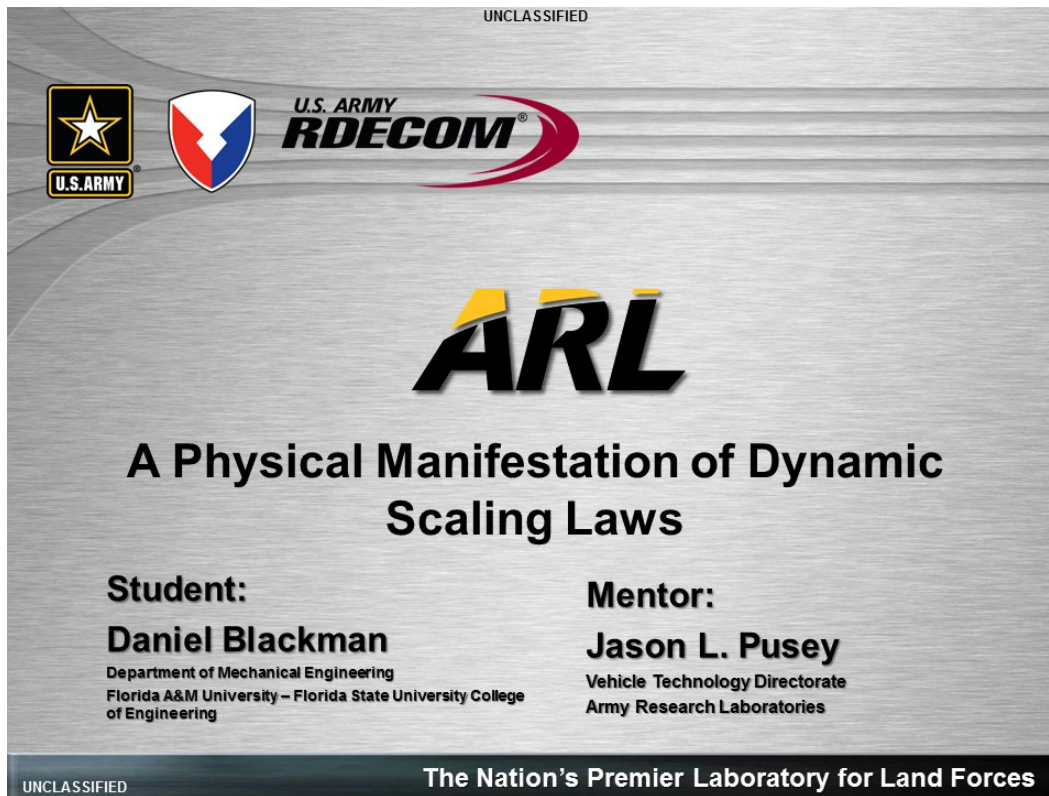 UNCLASSIFIED
U.S.ARMY
U.S. ARMY
RDECOM®
ARL
A Physical Manifestation of Dynamic
Scaling Laws
Student:
Daniel Blackman
Department of Mechanical Engineering
Florida A&M University – Florida State University College
of Engineering
Mentor:
Jason L. Pusey
Vehicle Technology Directorate
Army Research Laboratories
UNCLASSIFIED
The Nation's Premier Laboratory for Land Forces